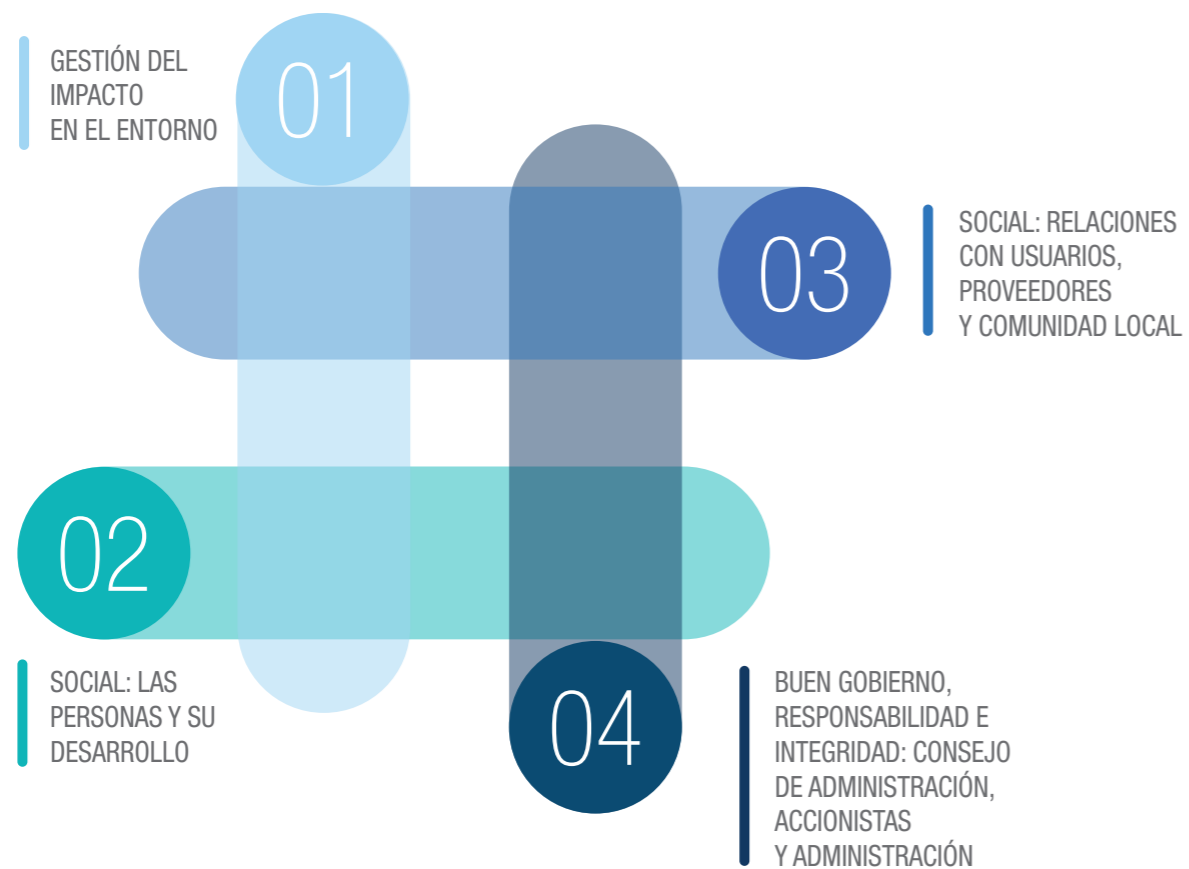 01
GESTIÓN DEL
IMPACTO
EN EL ENTORNO
02
SOCIAL: LAS
PERSONAS Y SU
DESARROLLO
03
SOCIAL: RELACIONES
CON USUARIOS,
PROVEEDORES
Y COMUNIDAD LOCAL
04
BUEN GOBIERNO,
RESPONSABILIDAD E
INTEGRIDAD: CONSEJO
DE ADMINISTRACIÓN,
ACCIONISTAS
Y ADMINISTRACIÓN